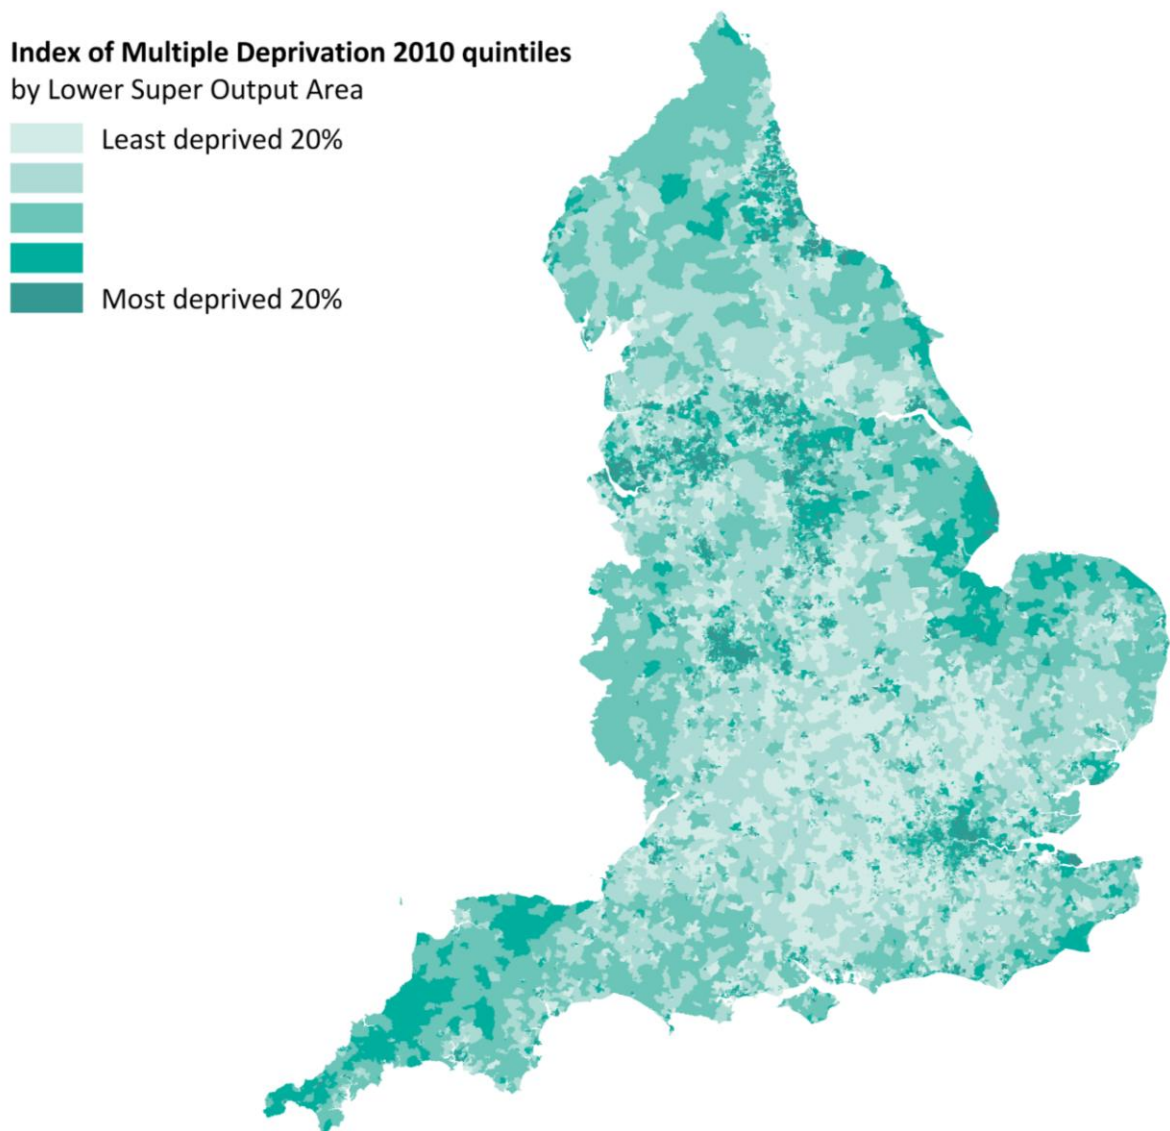 Index of Multiple Deprivation 2010 quintiles
by Lower Super Output Area
Least deprived 20%
Most deprived 20%